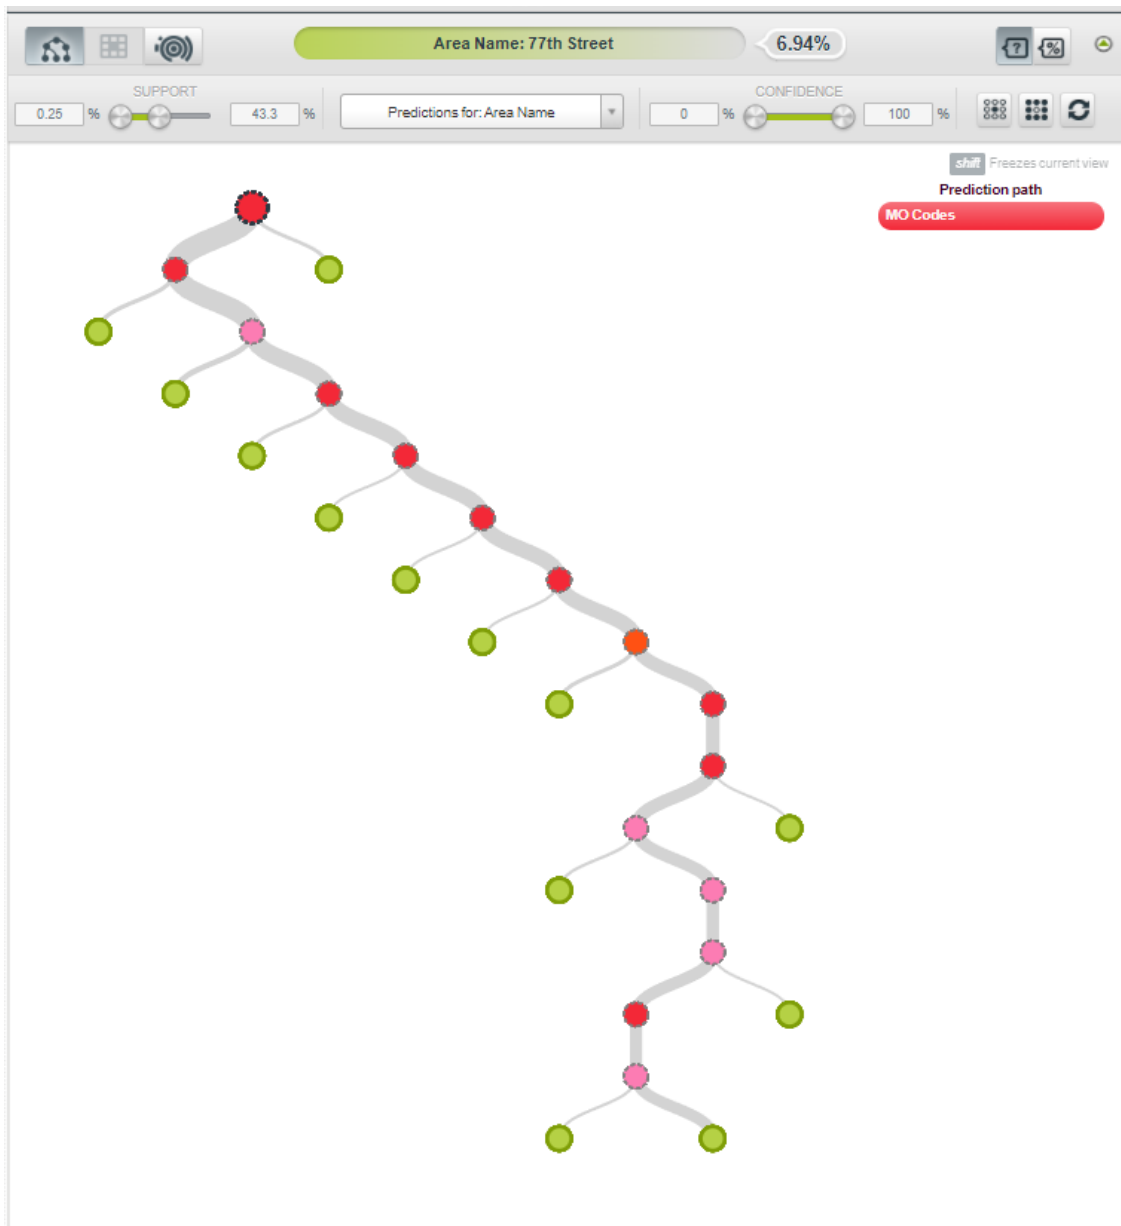 Area Name: 77th Street
6.94%
?
%
SUPPORT
CONFIDENCE
0.25 % 43.3 %
Predictions for: Area Name
0 % 100 %
shift Freezes current view
Prediction path
MO Codes